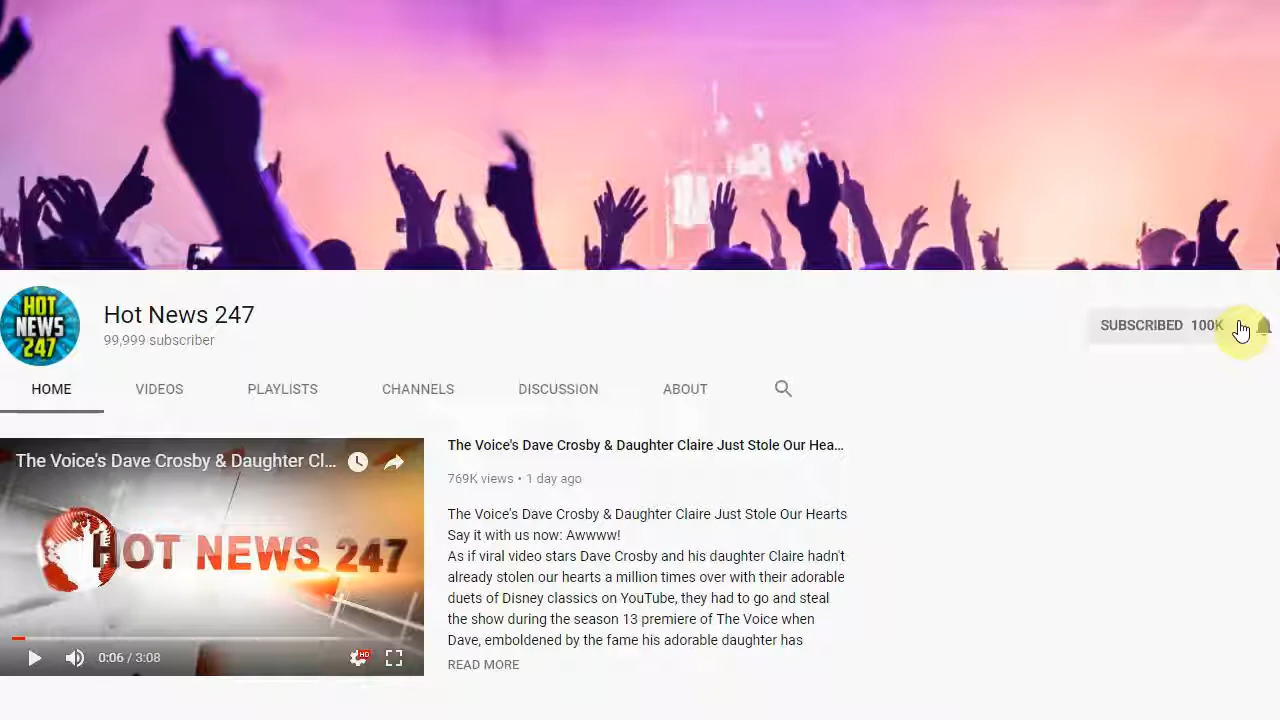 Hot News 247
99,999 subscriber
HOT
NEWS
247
SUBSCRIBED 100K
HOME VIDEOS PLAYLISTS CHANNELS DISCUSSION ABOUT
The Voice's Dave Crosby & Daughter Cl...
HOT NEWS 247
0:06 / 3:08
HD
The Voice's Dave Crosby & Daughter Claire Just Stole Our Hea...
769K views • 1 day ago
The Voice's Dave Crosby & Daughter Claire Just Stole Our Hearts
Say it with us now: Awwww!
As if viral video stars Dave Crosby and his daughter Claire hadn't
already stolen our hearts a million times over with their adorable
duets of Disney classics on YouTube, they had to go and steal
the show during the season 13 premiere of The Voice when
Dave, emboldened by the fame his adorable daughter has
READ MORE